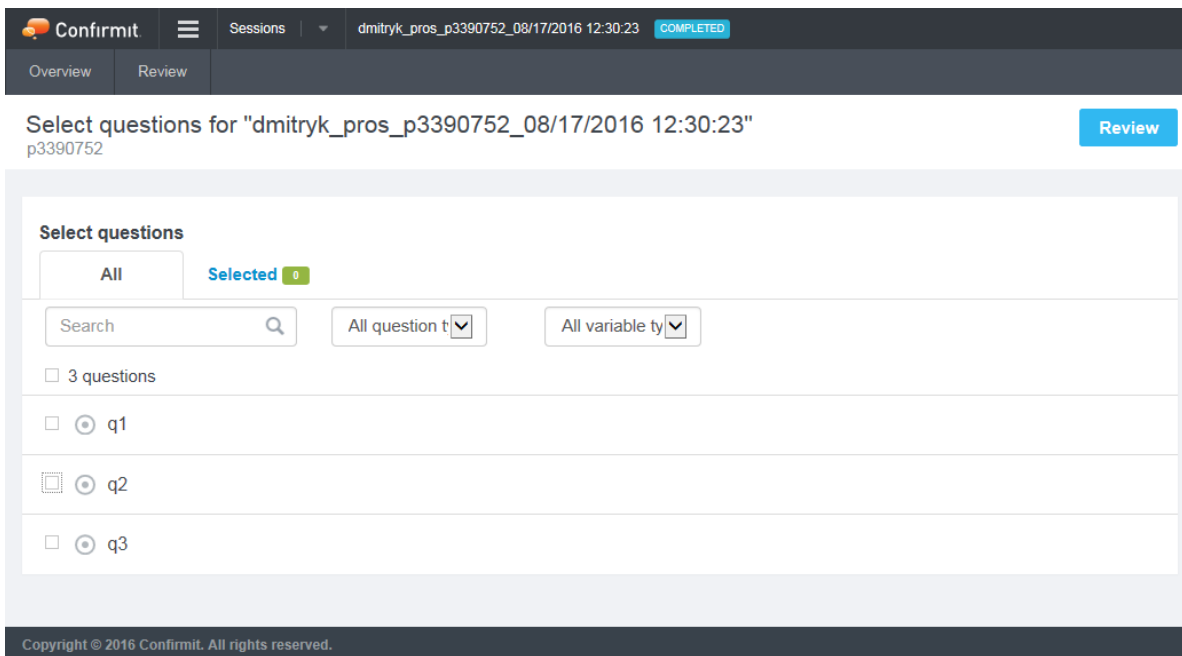 Confirmit. Sessions dmitryk_pros_p3390752_08/17/2016 12:30:23 COMPLETED
Overview Review
Select questions for "dmitryk_pros_p3390752_08/17/2016 12:30:23" Review
p3390752
Select questions
All Selected 0
Search All question t All variable ty
3 questions
q1
q2
q3
Copyright © 2016 Confirmit. All rights reserved.